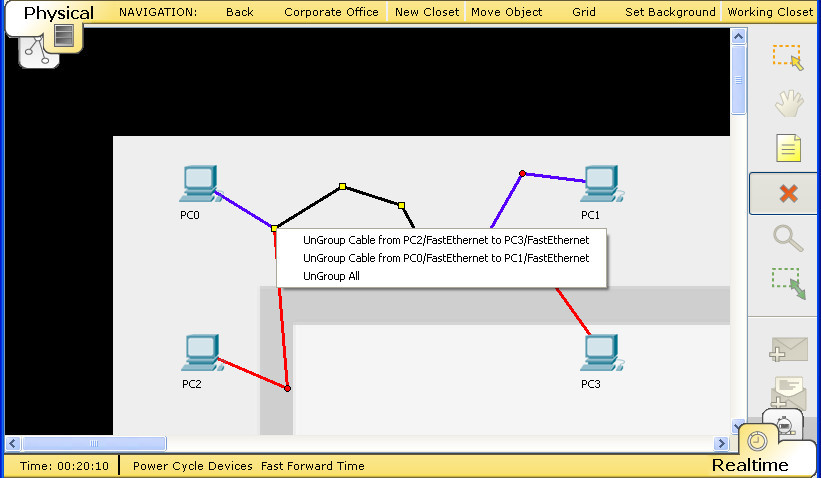 Physical NAVIGATION: Back Corporate Office New Closet Move Object Grid Set Background Working Closet
PC0
PC1
UnGroup Cable from PC2/FastEthernet to PC3/FastEthernet
UnGroup Cable from PC0/FastEthernet to PC1/FastEthernet
UnGroup All
PC2
PC3
Time: 00:20:10 Power Cycle Devices Fast Forward Time Realtime